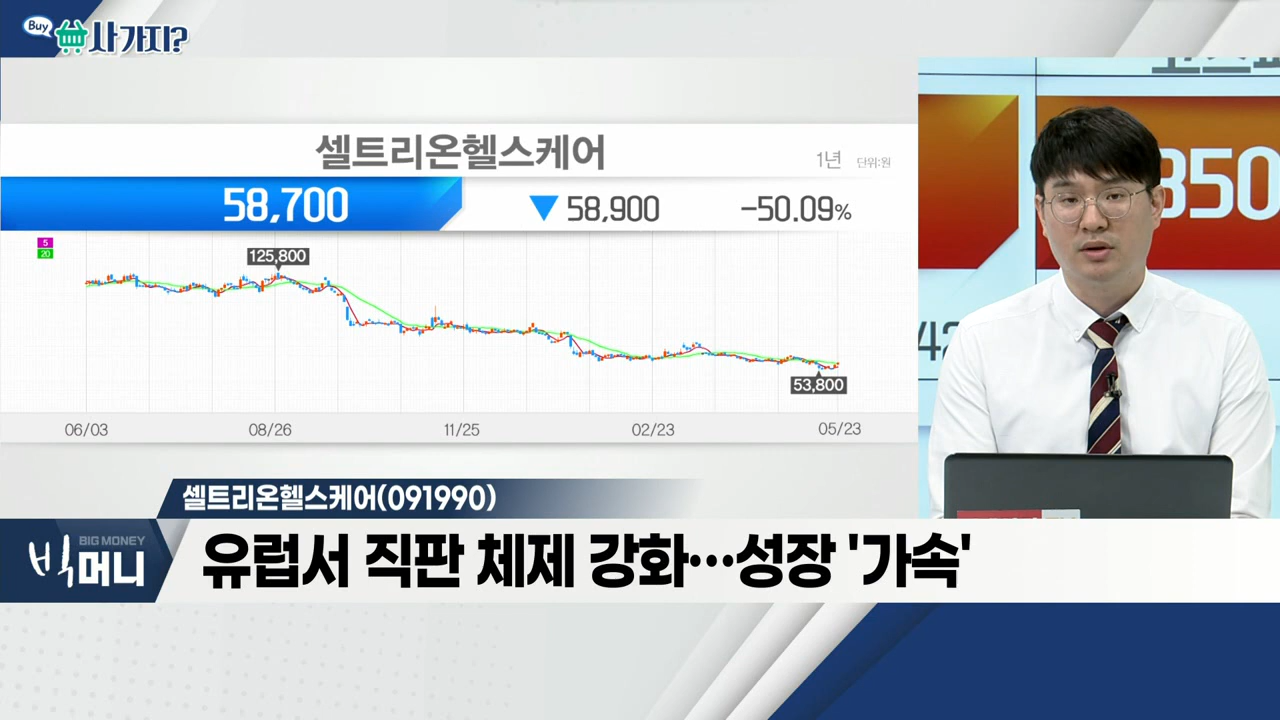 Buy
사 가지?
셀트리온헬스케어
1년 단위:원
58,700
▼ 58,900
-50.09%
5
20
125,800
53,800
06/03
08/26
11/25
02/23
05/23
350
42
셀트리온헬스케어(091990)
BIG MONEY
빅머니
유럽서 직판 체제 강화…성장 '가속'